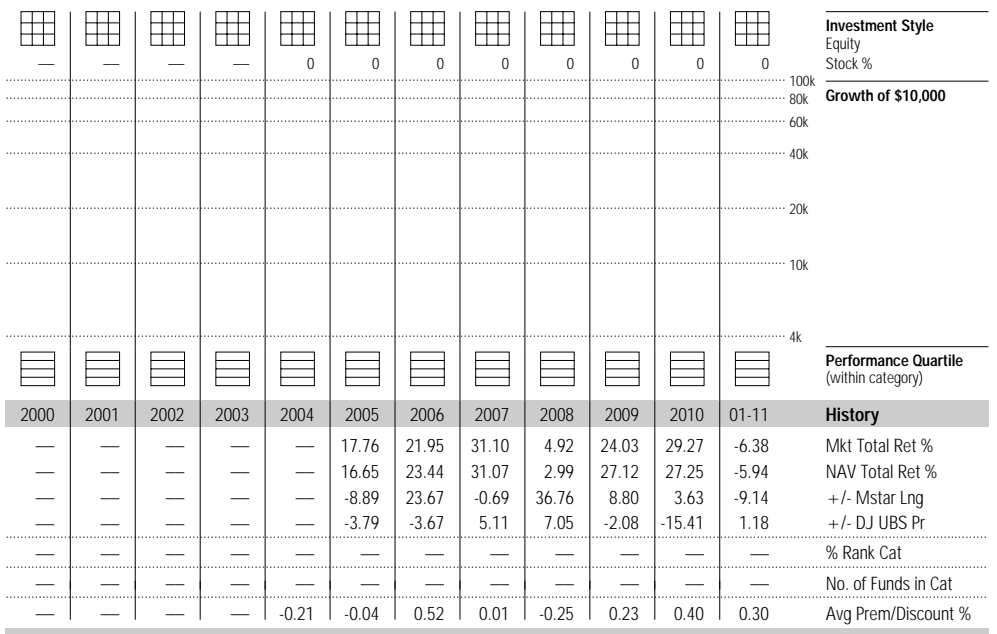 Investment Style
Equity
— — — — 0 0 0 0 0 0 0 0 Stock %
100k
80k
Growth of $10,000
60k
40k
20k
10k
4k
Performance Quartile
(within category)
2000 2001 2002 2003 2004 2005 2006 2007 2008 2009 2010 01-11 History
— — — — — 17.76 21.95 31.10 4.92 24.03 29.27 -6.38 Mkt Total Ret %
— — — — — 16.65 23.44 31.07 2.99 27.12 27.25 -5.94 NAV Total Ret %
— — — — — -8.89 23.67 -0.69 36.76 8.80 3.63 -9.14 +/- Mstar Lng
— — — — — -3.79 -3.67 5.11 7.05 -2.08 -15.41 1.18 +/- DJ UBS Pr
— — — — — — — — — — — — % Rank Cat
— — — — — — — — — — — — No. of Funds in Cat
— — — — -0.21 -0.04 0.52 0.01 -0.25 0.23 0.40 0.30 Avg Prem/Discount %